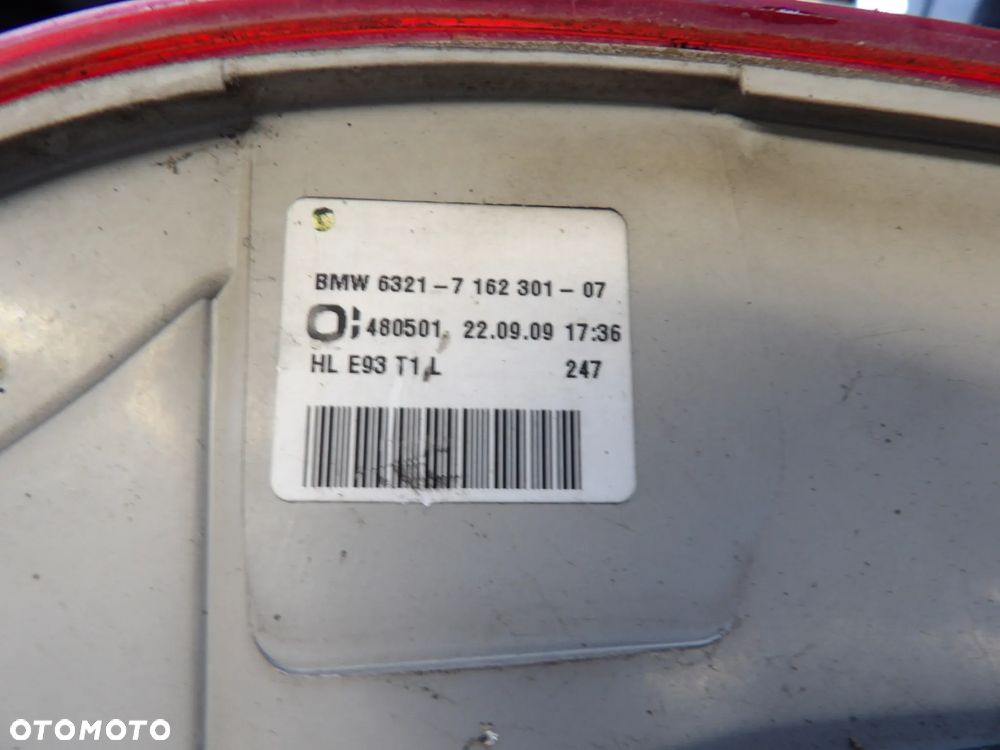 BMW 6321-7 162 301-07
480501 22.09.09 17:36
HL E93 T1 L 247
OTOMOTO